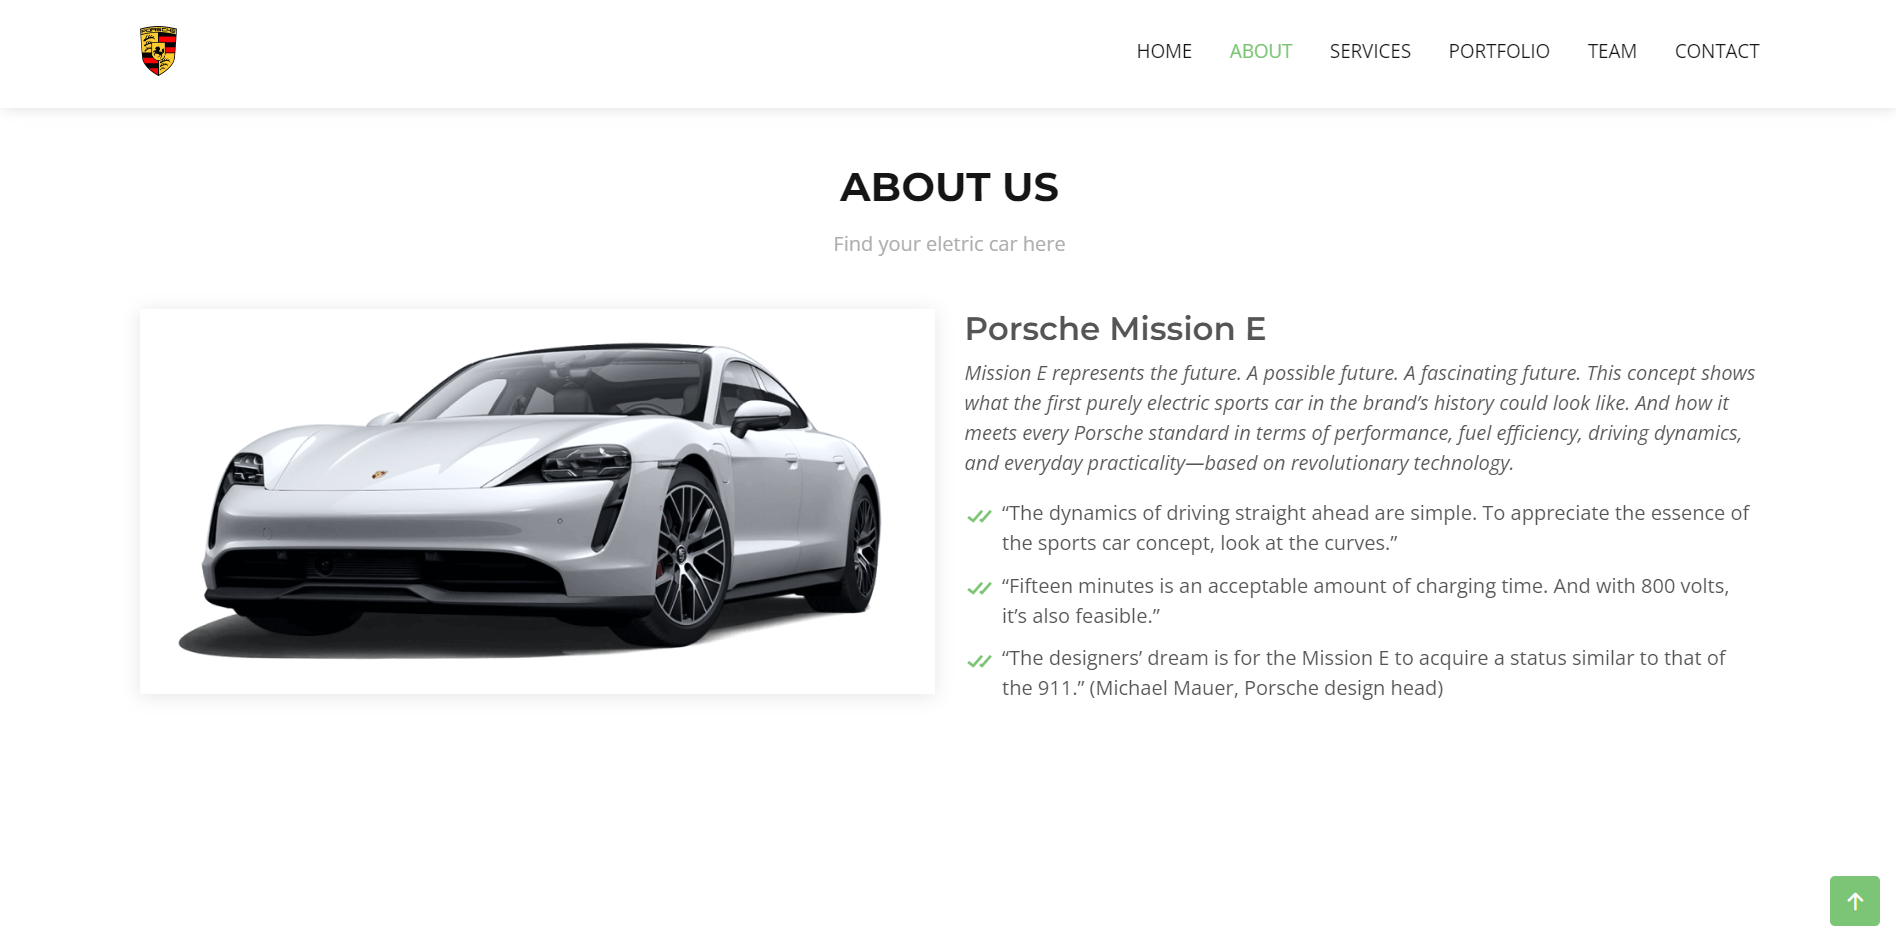 PORSCHE
HOME ABOUT SERVICES PORTFOLIO TEAM CONTACT
ABOUT US
Find your eletric car here
Porsche Mission E
Mission E represents the future. A possible future. A fascinating future. This concept shows
what the first purely electric sports car in the brand’s history could look like. And how it
meets every Porsche standard in terms of performance, fuel efficiency, driving dynamics,
and everyday practicality—based on revolutionary technology.
“The dynamics of driving straight ahead are simple. To appreciate the essence of
the sports car concept, look at the curves.”
“Fifteen minutes is an acceptable amount of charging time. And with 800 volts,
it’s also feasible.”
“The designers’ dream is for the Mission E to acquire a status similar to that of
the 911.” (Michael Mauer, Porsche design head)